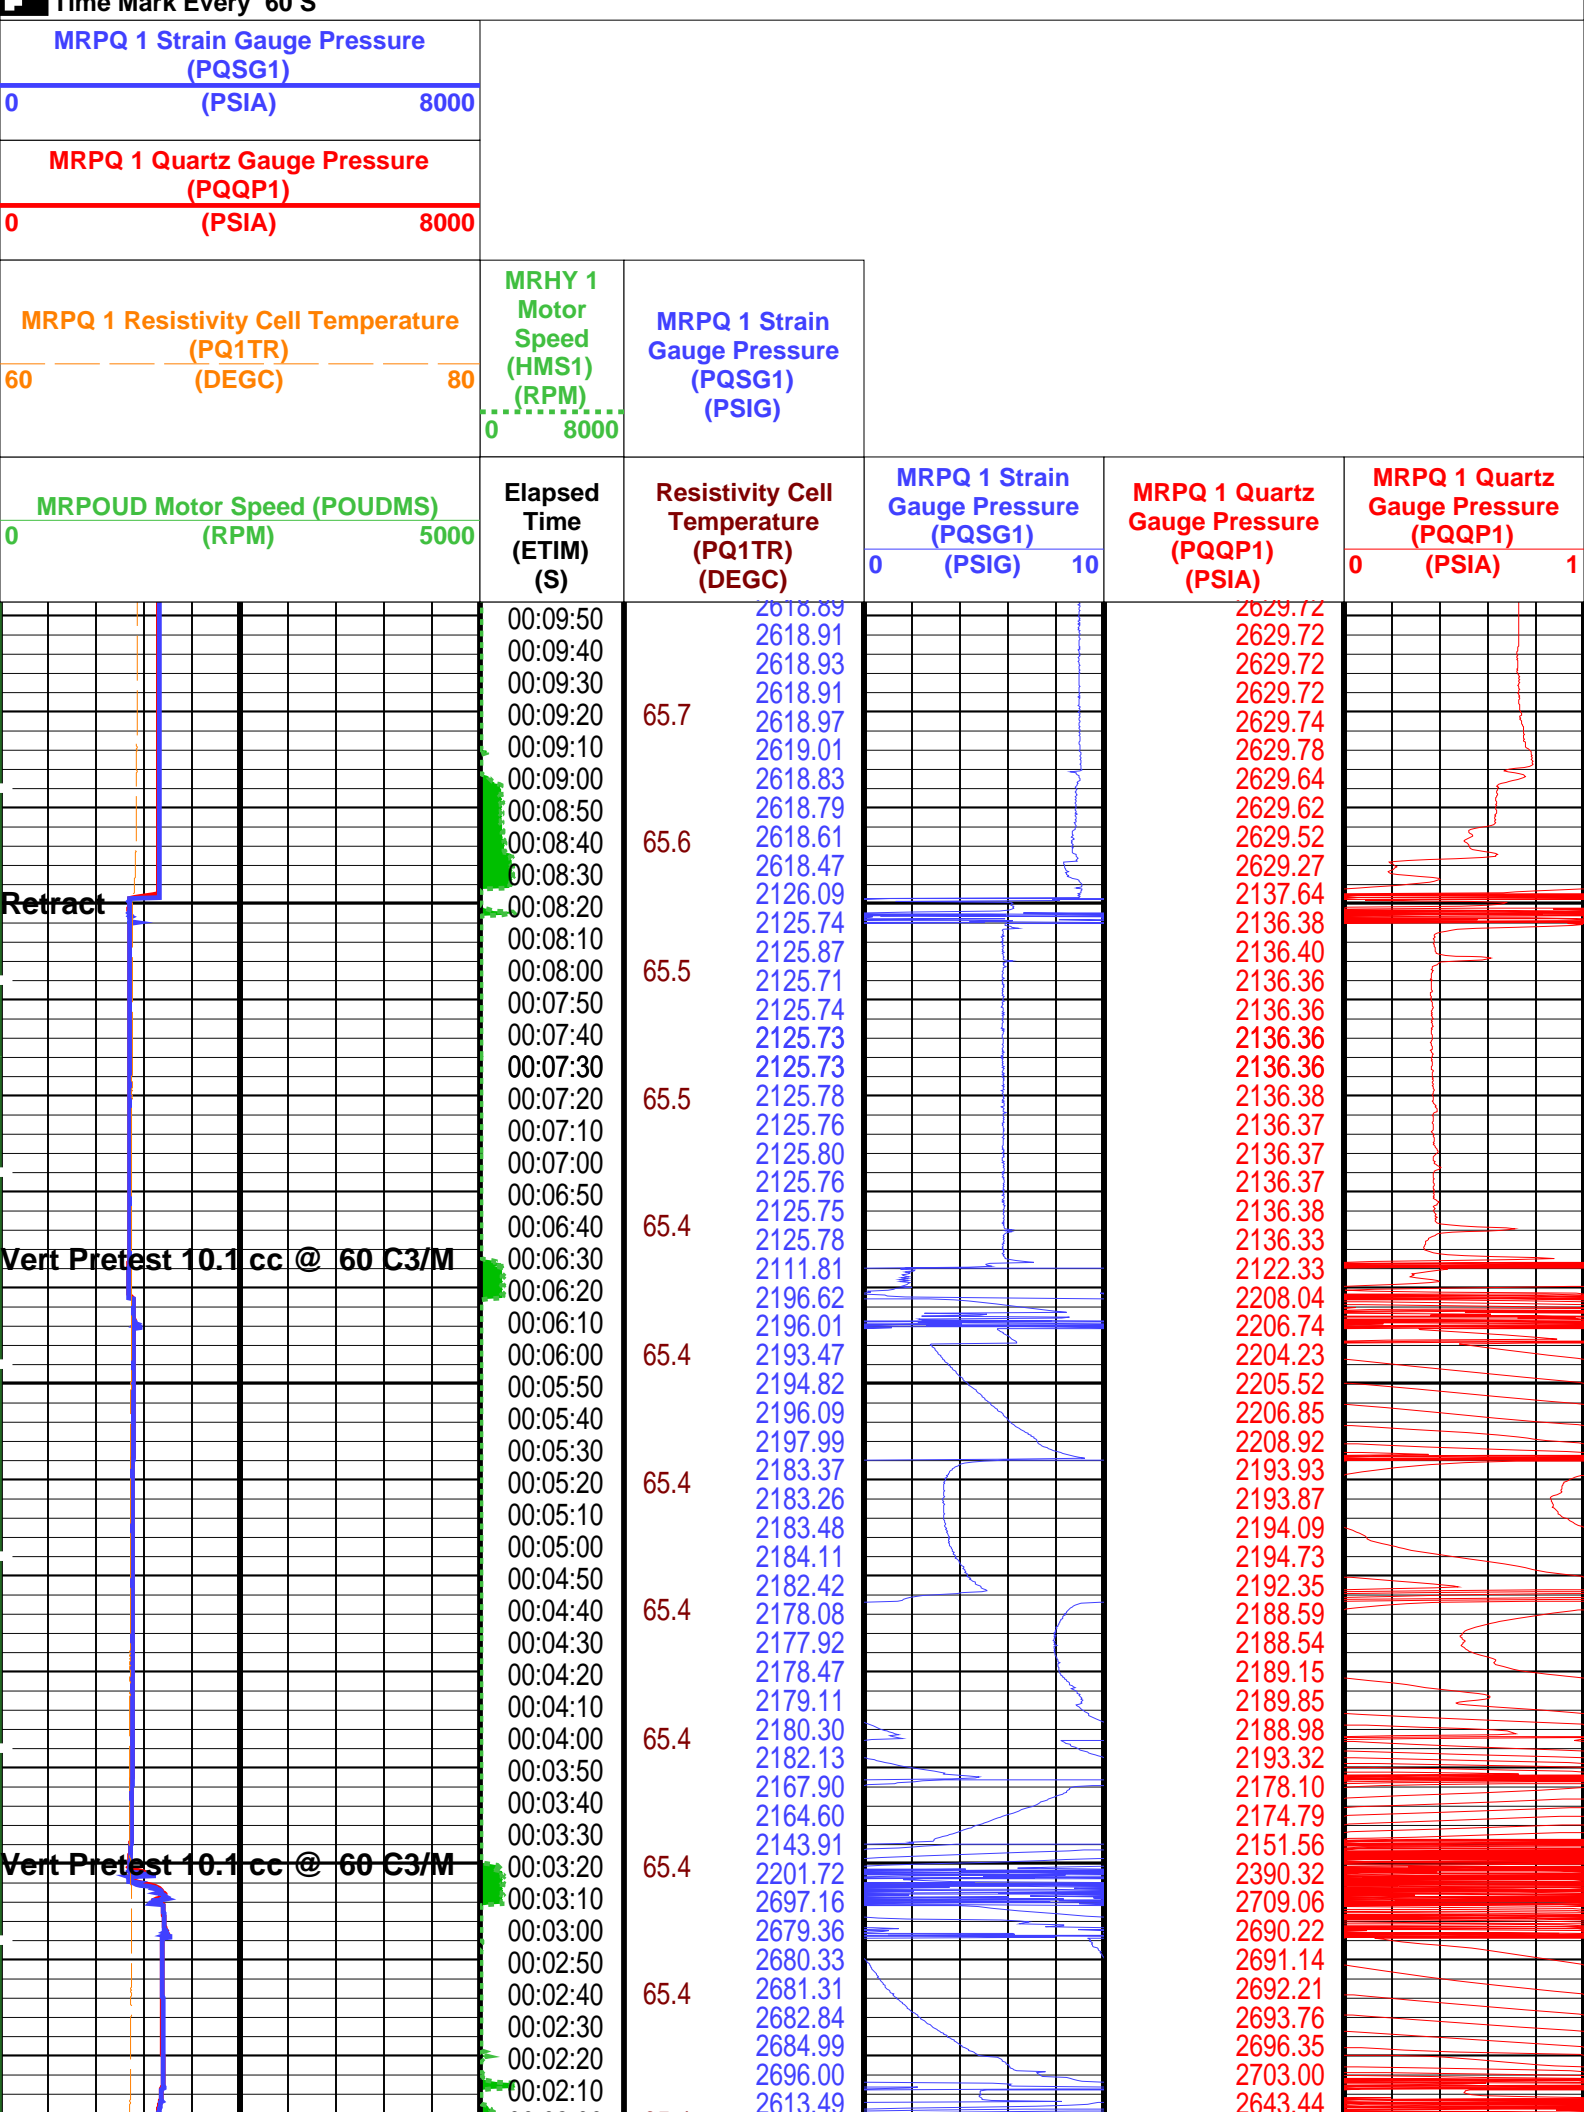 Time Mark Every 60 S
MRPQ 1 Strain Gauge Pressure
(PQSG1)
0 (PSIA) 8000
MRPQ 1 Quartz Gauge Pressure
(PQQP1)
0 (PSIA) 8000
MRPQ 1 Resistivity Cell Temperature
(PQ1TR)
60 (DEGC) 80
MRHY 1
Motor
Speed
(HMS1)
(RPM)
0 8000
MRPQ 1 Strain
Gauge Pressure
(PQSG1)
(PSIG)
MRPOUD Motor Speed (POUDMS)
0 (RPM) 5000
Elapsed
Time
(ETIM)
(S)
Resistivity Cell
Temperature
(PQ1TR)
(DEGC)
MRPQ 1 Strain
Gauge Pressure
(PQSG1)
0 (PSIG) 10
MRPQ 1 Quartz
Gauge Pressure
(PQQP1)
(PSIA)
MRPQ 1 Quartz
Gauge Pressure
(PQQP1)
0 (PSIA) 1
00:09:50 2618.89 2629.72
2618.91 2629.72
00:09:40 2618.93 2629.72
00:09:30 2618.91 2629.72
00:09:20 65.7 2618.97 2629.74
00:09:10 2619.01 2629.78
00:09:00 2618.83 2629.64
00:08:50 2618.79 2629.62
00:08:40 65.6 2618.61 2629.52
00:08:30 2618.47 2629.27
2126.09 2137.64
Retract 00:08:20 2125.74 2136.38
00:08:10 2125.87 2136.40
00:08:00 65.5 2125.71 2136.36
00:07:50 2125.74 2136.36
00:07:40 2125.73 2136.36
00:07:30 2125.73 2136.36
00:07:20 65.5 2125.78 2136.38
00:07:10 2125.76 2136.37
00:07:00 2125.80 2136.37
00:06:50 2125.76 2136.37
00:06:40 65.4 2125.75 2136.38
2125.78 2136.33
Vert Pretest 10.1 cc @ 60 C3/M 00:06:30 2111.81 2122.33
00:06:20 2196.62 2208.04
00:06:10 2196.01 2206.74
00:06:00 65.4 2193.47 2204.23
00:05:50 2194.82 2205.52
00:05:40 2196.09 2206.85
00:05:30 2197.99 2208.92
00:05:20 65.4 2183.37 2193.93
00:05:10 2183.26 2193.87
2183.48 2194.09
00:05:00 2184.11 2194.73
00:04:50 2182.42 2192.35
00:04:40 65.4 2178.08 2188.59
00:04:30 2177.92 2188.54
00:04:20 2178.47 2189.15
00:04:10 2179.11 2189.85
00:04:00 65.4 2180.30 2188.98
2182.13 2193.32
00:03:50 2167.90 2178.10
00:03:40 2164.60 2174.79
00:03:30 2143.91 2151.56
Vert Pretest 10.1 cc @ 60 C3/M 00:03:20 65.4 2201.72 2390.32
00:03:10 2697.16 2709.06
00:03:00 2679.36 2690.22
00:02:50 2680.33 2691.14
00:02:40 65.4 2681.31 2692.21
00:02:30 2682.84 2693.76
2684.99 2696.35
00:02:20 2696.00 2703.00
00:02:10 2613.49 2643.44